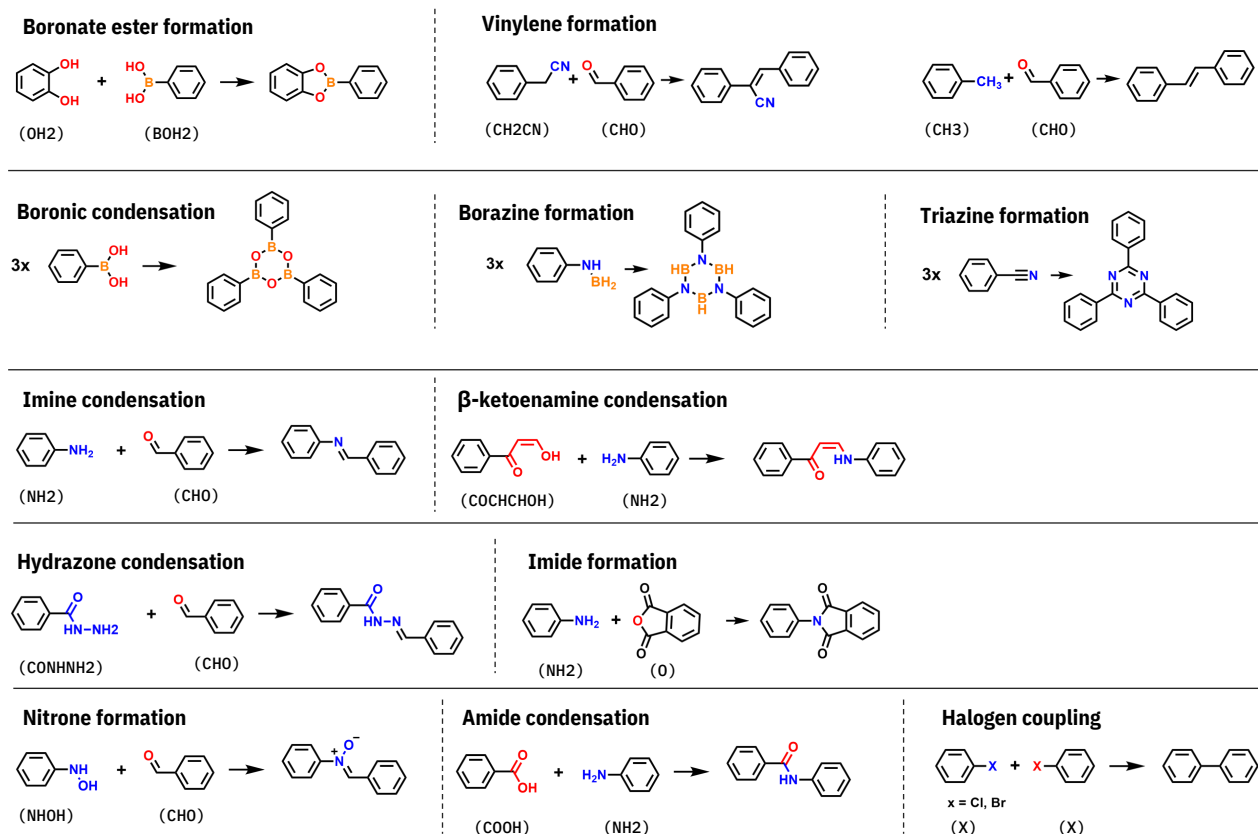 Boronate ester formation
OH
OH
+
HO
B
HO
O
B
O
(OH2)
(BOH2)
Vinylene formation
CN
+
O
CN
(CH2CN)
(CHO)
CH₃
+
O
(CH3)
(CHO)
Boronic condensation
3x
OH
B
OH
B
O
O
B
B
O
Borazine formation
3x
NH
BH₂
N
HB
BH
N
N
B
H
Triazine formation
3x
N
N
N
N
Imine condensation
NH₂
+
O
N
(NH2)
(CHO)
β-ketoenamine condensation
O
OH
+
H₂N
O
HN
(COCHCHOH)
(NH2)
Hydrazone condensation
O
HN-NH2
+
O
O
HN-N
(CONHNH2)
(CHO)
Imide formation
NH₂
+
O
O
O
O
N
O
(NH2)
(O)
Nitrone formation
NH
OH
+
O
O⁻
N⁺
(NHOH)
(CHO)
Amide condensation
O
OH
+
H₂N
O
HN
(COOH)
(NH2)
Halogen coupling
X
+
X
x = Cl, Br
(X)
(X)